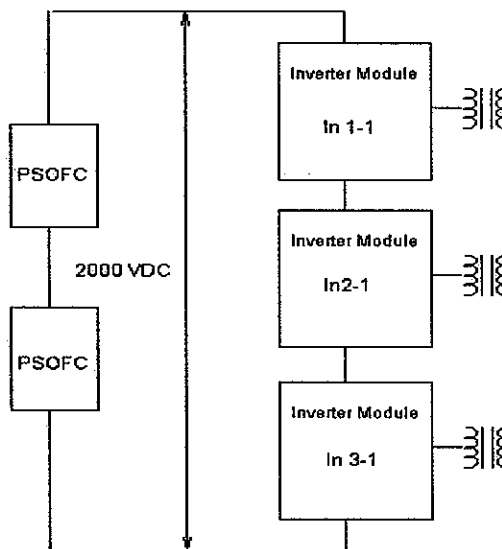 PSOFC
2000 VDC
PSOFC
Inverter Module
In 1-1
Inverter Module
In2-1
Inverter Module
In 3-1